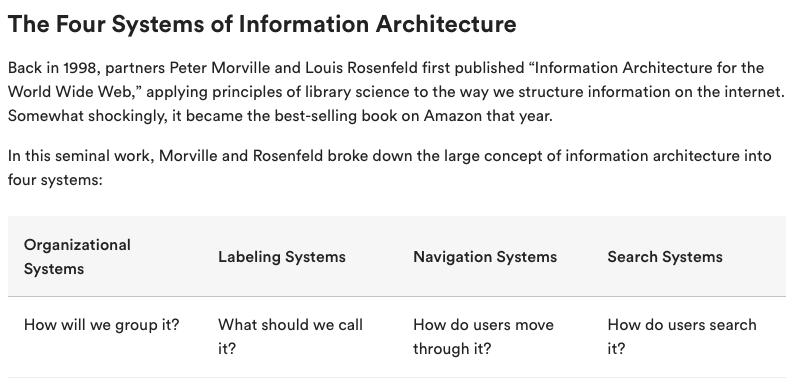 The Four Systems of Information Architecture
Back in 1998, partners Peter Morville and Louis Rosenfeld first published “Information Architecture for the
World Wide Web,” applying principles of library science to the way we structure information on the internet.
Somewhat shockingly, it became the best-selling book on Amazon that year.
In this seminal work, Morville and Rosenfeld broke down the large concept of information architecture into
four systems:
Organizational
Systems
Labeling Systems
Navigation Systems
Search Systems
How will we group it?
What should we call
it?
How do users move
through it?
How do users search
it?